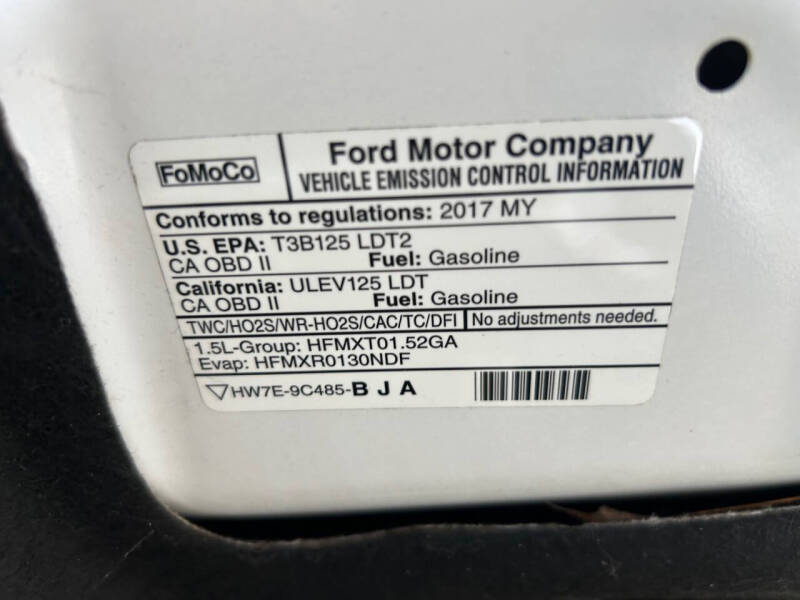 FoMoCo
Ford Motor Company
VEHICLE EMISSION CONTROL INFORMATION
Conforms to regulations: 2017 MY
U.S. EPA: T3B125 LDT2
CA OBD II Fuel: Gasoline
California: ULEV125 LDT
CA OBD II Fuel: Gasoline
TWC/HO2S/WR-HO2S/CAC/TC/DFI No adjustments needed.
1.5L-Group: HFMXT01.52GA
Evap: HFMXR0130NDF
HW7E-9C485-B J A